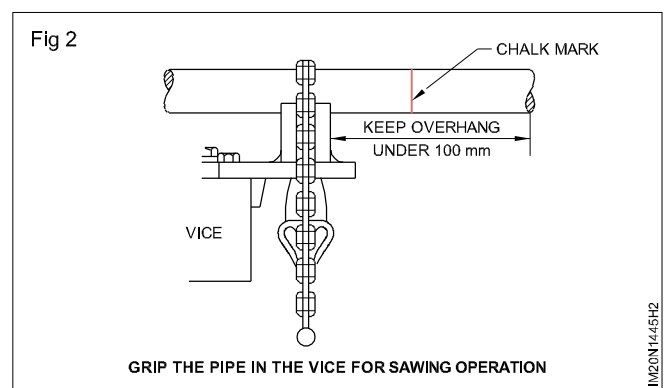 Fig 2
CHALK MARK
KEEP OVERHANG
UNDER 100 mm
VICE
GRIP THE PIPE IN THE VICE FOR SAWING OPERATION
IM20N1445H2